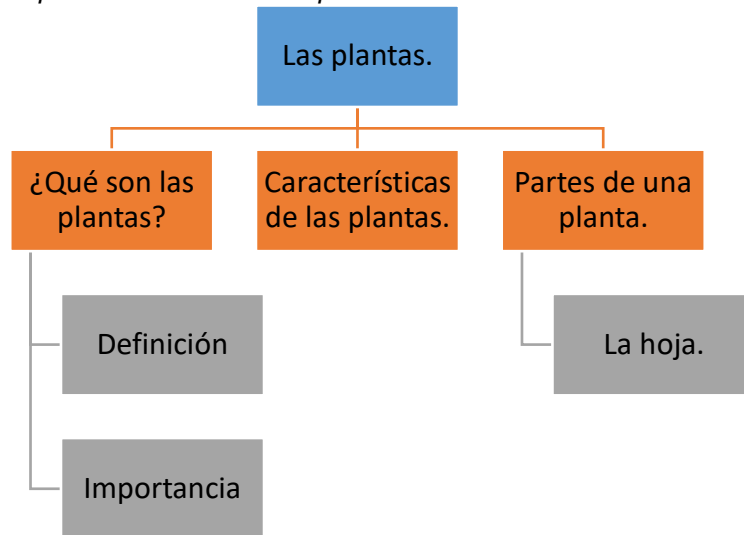 Las plantas.
¿Qué son las
plantas?
Características
de las plantas.
Partes de una
planta.
Definición
La hoja.
Importancia